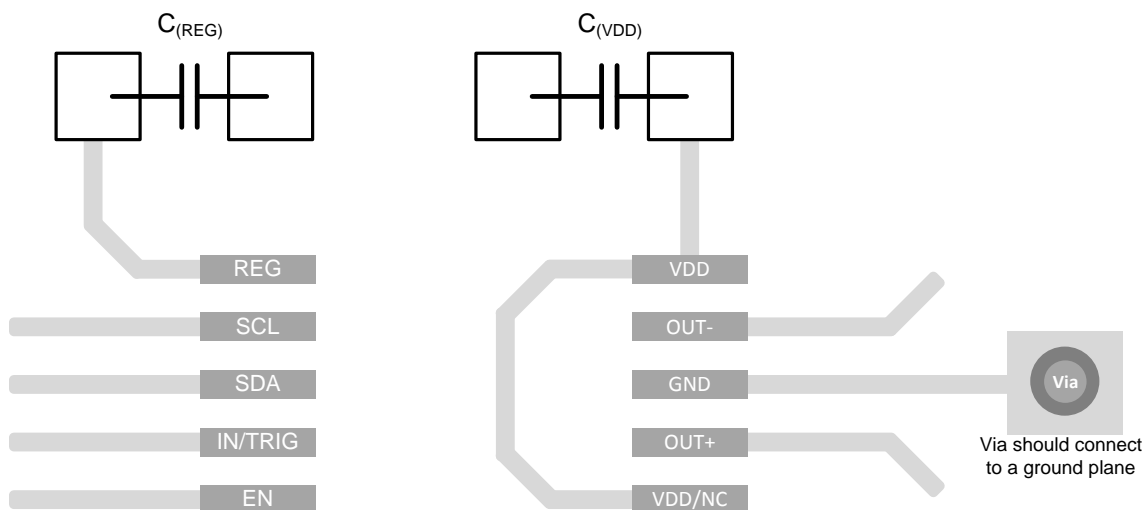 C(REG)
C(VDD)
REG
SCL
SDA
IN/TRIG
EN
VDD
OUT-
GND
OUT+
VDD/NC
Via
Via should connect
to a ground plane